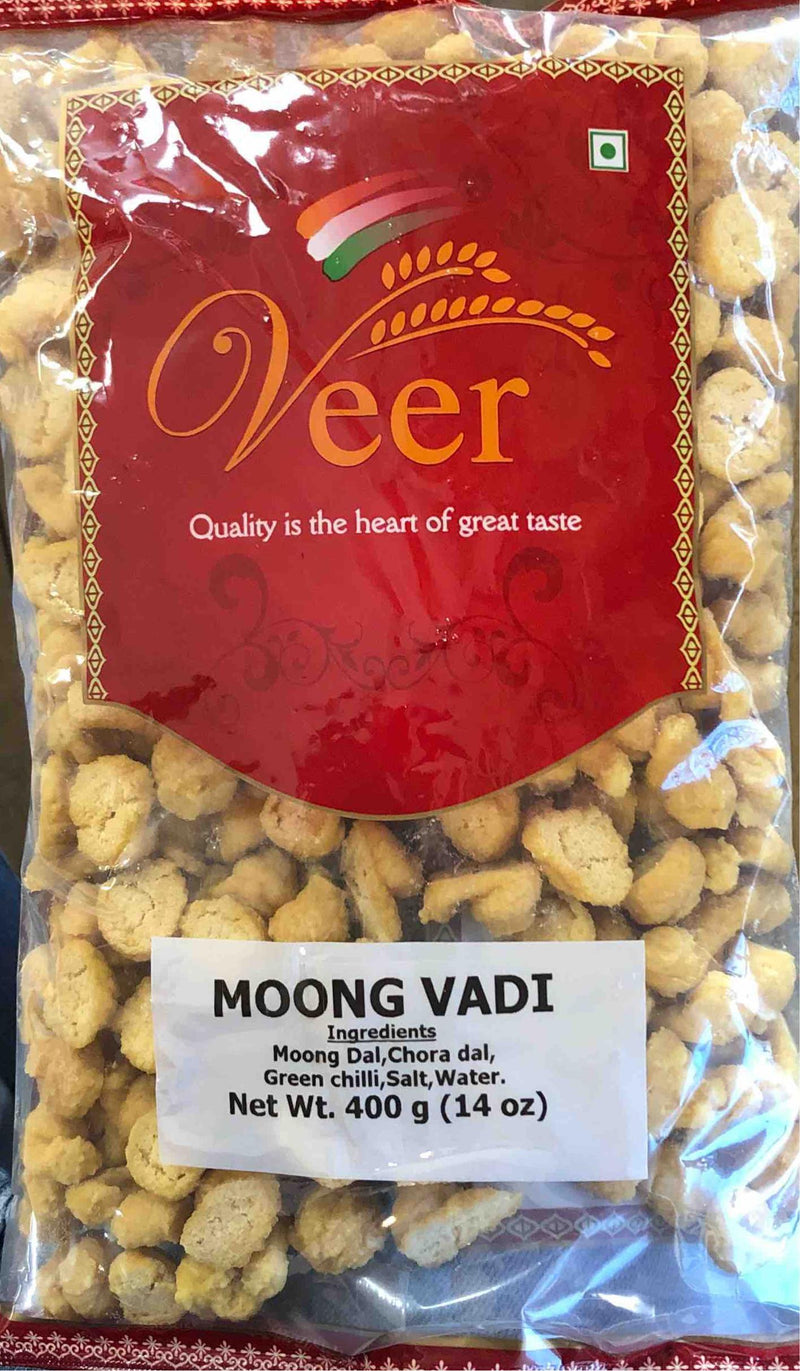 Veer
Quality is the heart of great taste
MOONG VADI
Ingredients
Moong Dal,Chora dal,
Green chilli,Salt,Water.
Net Wt. 400 g (14 oz)